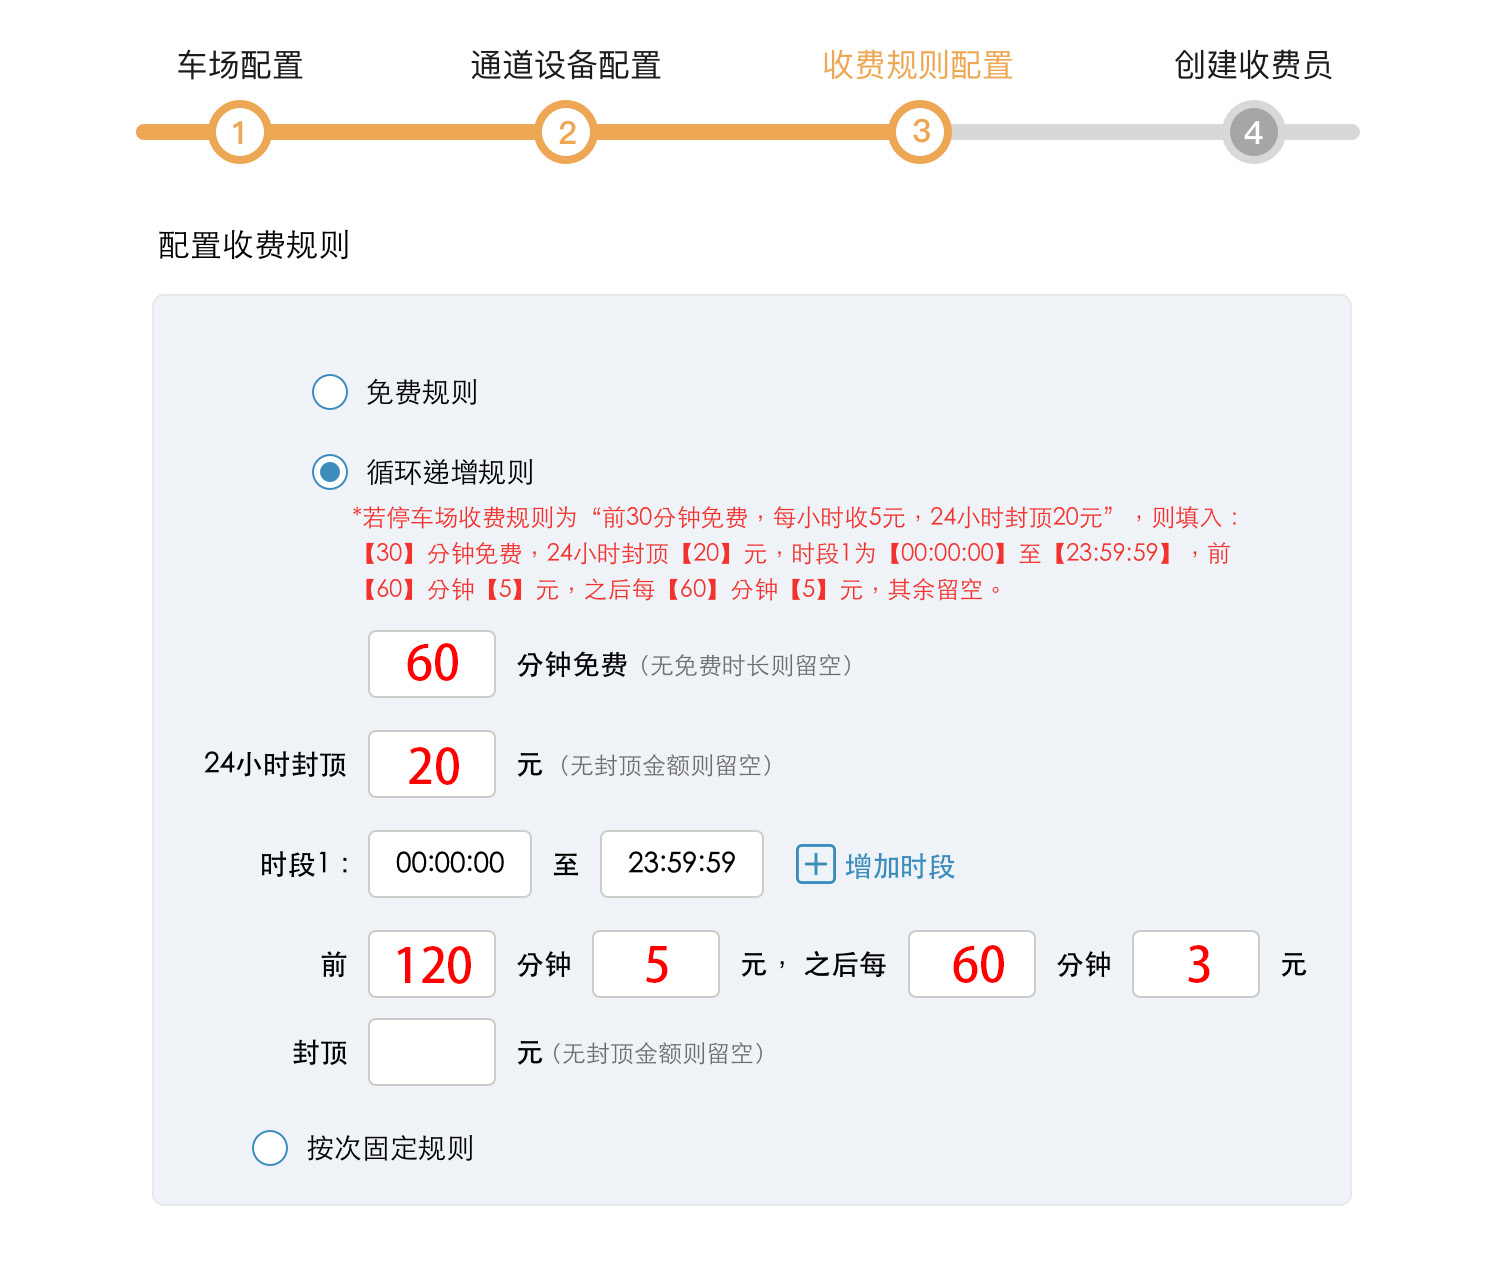 车场配置 通道设备配置 收费规则配置 创建收费员
1 2 3 4
配置收费规则
免费规则
循环递增规则
*若停车场收费规则为“前30分钟免费，每小时收5元，24小时封顶20元”，则填入：
【30】分钟免费，24小时封顶【20】元，时段1为【00:00:00】至【23:59:59】，前
【60】分钟【5】元，之后每【60】分钟【5】元，其余留空。
60 分钟免费（无免费时长则留空）
24小时封顶 20 元（无封顶金额则留空）
时段1： 00:00:00 至 23:59:59 增加时段
前 120 分钟 5 元，之后每 60 分钟 3 元
封顶 元（无封顶金额则留空）
按次固定规则